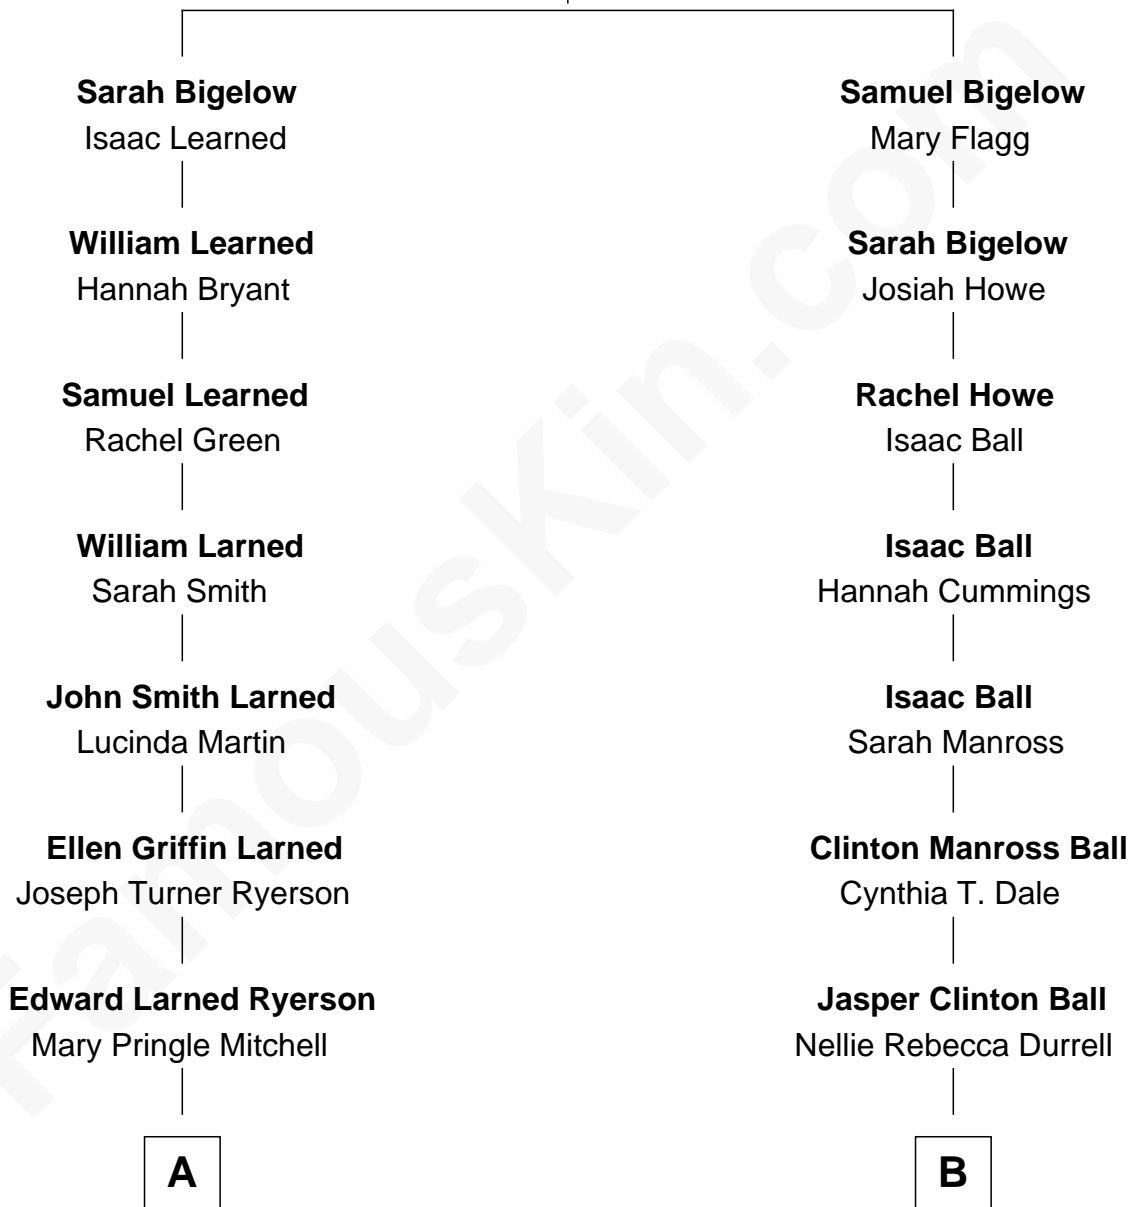 Sarah Bigelow
Isaac Learned
William Learned
Hannah Bryant
Samuel Learned
Rachel Green
William Larned
Sarah Smith
John Smith Larned
Lucinda Martin
Ellen Griffin Larned
Joseph Turner Ryerson
Edward Larned Ryerson
Mary Pringle Mitchell
A
Samuel Bigelow
Mary Flagg
Sarah Bigelow
Josiah Howe
Rachel Howe
Isaac Ball
Isaac Ball
Hannah Cummings
Isaac Ball
Sarah Manross
Clinton Manross Ball
Cynthia T. Dale
Jasper Clinton Ball
Nellie Rebecca Durrell
B
FamousKin.com